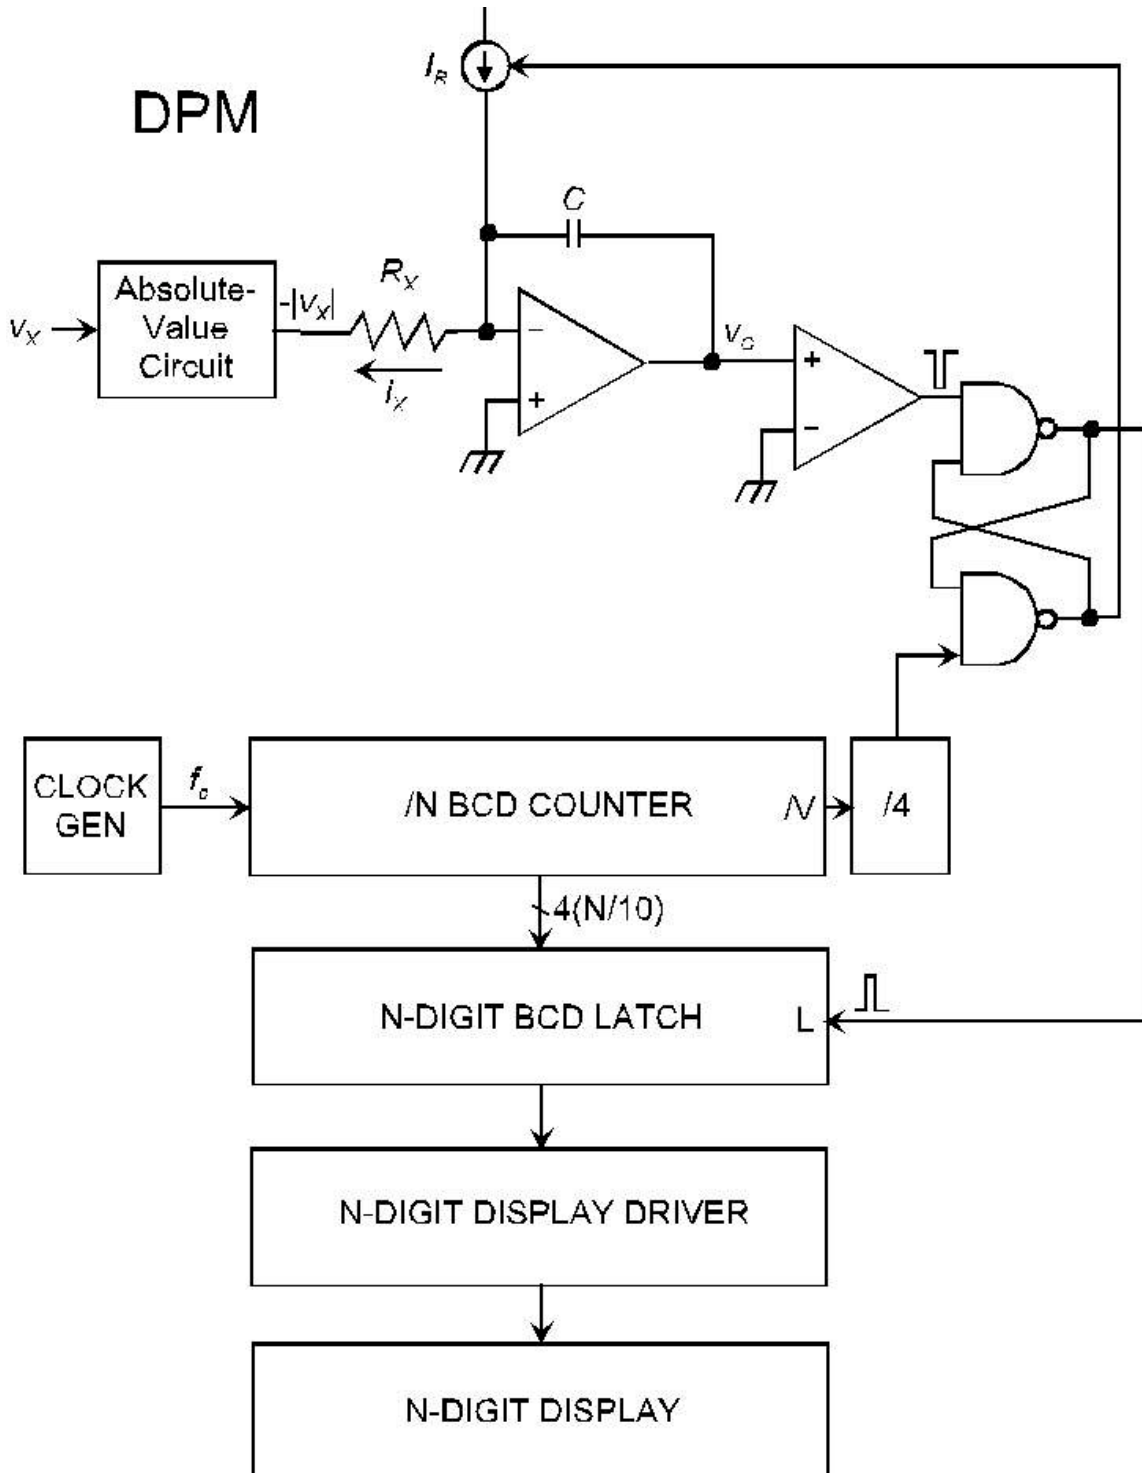 I_R
DPM
C
R_X
Absolute-
Value
Circuit
v_X
-|v_X|
i_X
v_O
−
+
+
−
CLOCK
GEN
f_c
/N BCD COUNTER
/N
/4
4(N/10)
N-DIGIT BCD LATCH
L
N-DIGIT DISPLAY DRIVER
N-DIGIT DISPLAY